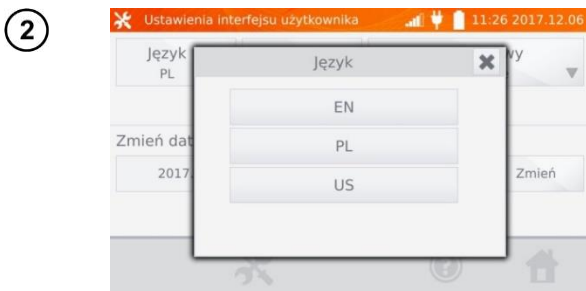 2
Ustawienia interfejsu użytkownika 11:26 2017.12.06
Język
PL
wy
Język
EN
PL
US
Zmień dat
2017.
Zmień